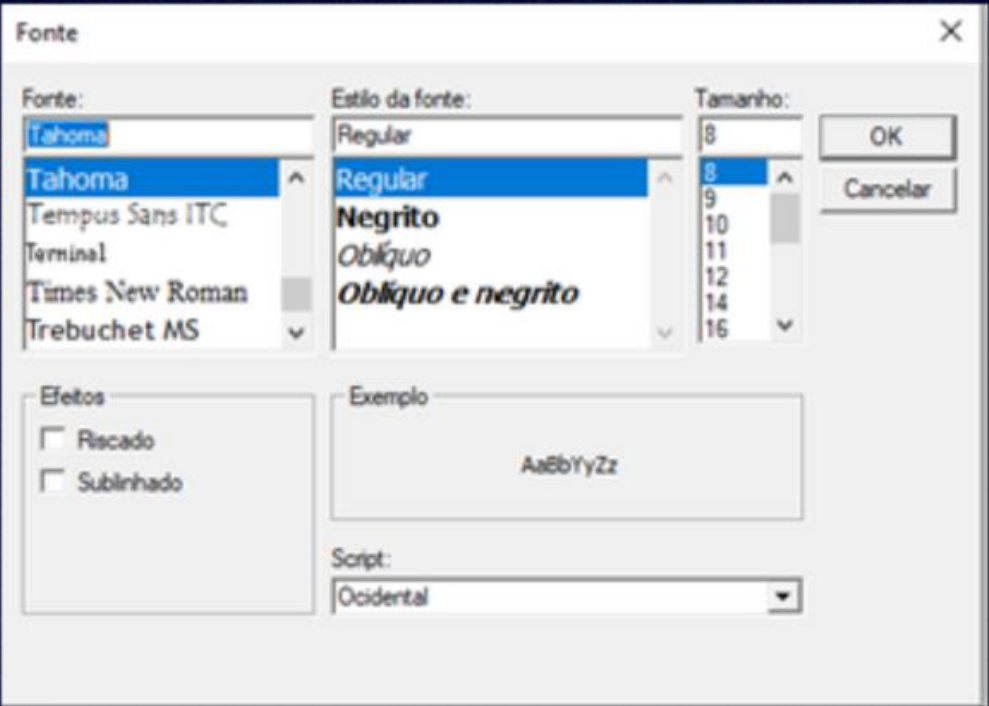 Fonte
Fonte:
Tahoma
Tahoma
Tempus Sans ITC
Terminal
Times New Roman
Trebuchet MS
Estilo da fonte:
Regular
Regular
Negrito
Oblíquo
Oblíquo e negrito
Tamanho:
8
8
9
10
11
12
14
16
OK
Cancelar
Efeitos
Riscado
Sublinhado
Exemplo
AaBbYyZz
Script:
Ocidental